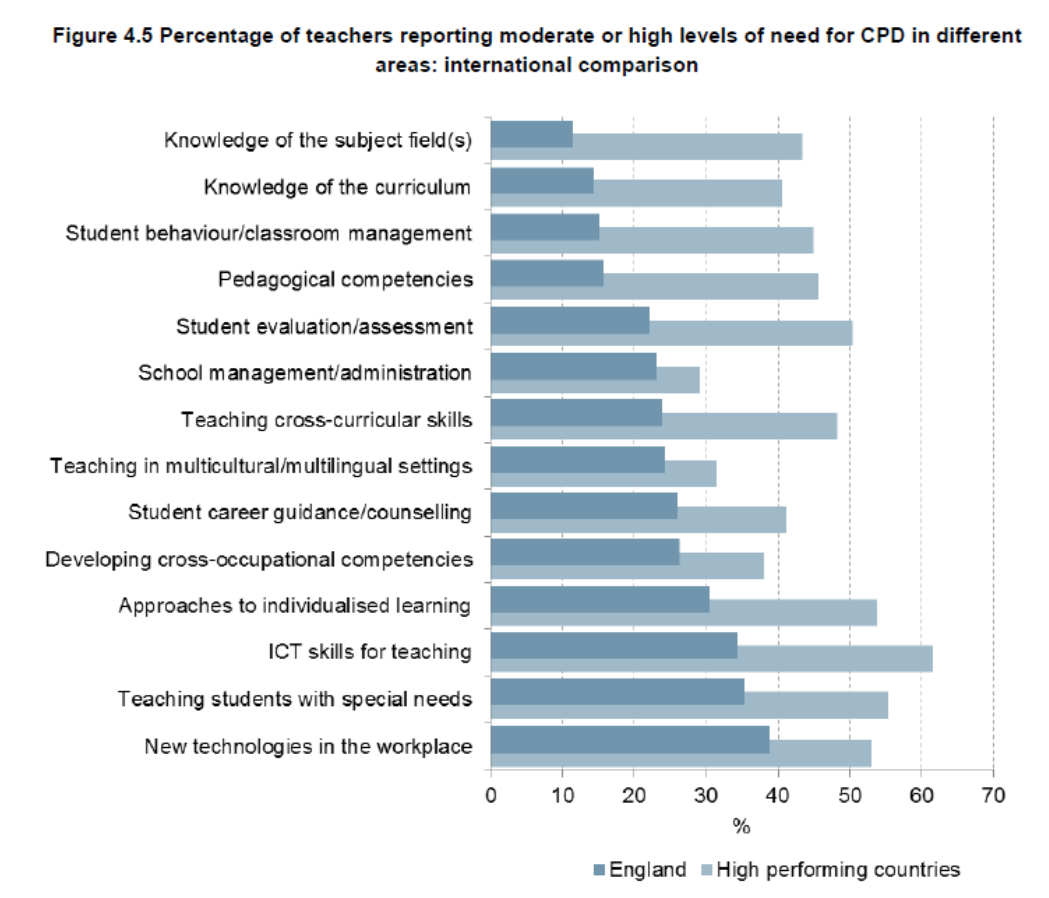 Figure 4.5 Percentage of teachers reporting moderate or high levels of need for CPD in different
areas: international comparison
Knowledge of the subject field(s)
Knowledge of the curriculum
Student behaviour/classroom management
Pedagogical competencies
Student evaluation/assessment
School management/administration
Teaching cross-curricular skills
Teaching in multicultural/multilingual settings
Student career guidance/counselling
Developing cross-occupational competencies
Approaches to individualised learning
ICT skills for teaching
Teaching students with special needs
New technologies in the workplace
0 10 20 30 40 50 60 70
%
England High performing countries